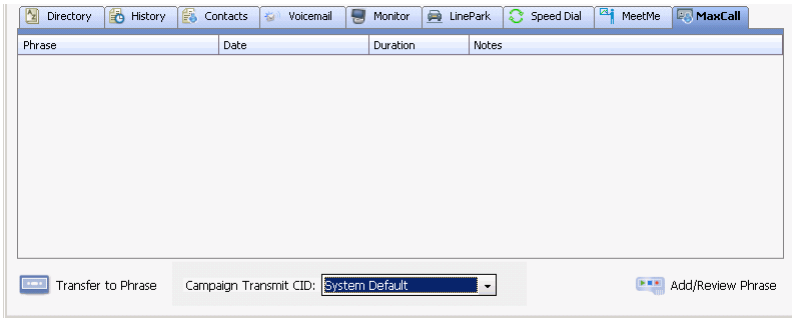 Directory History Contacts Voicemail Monitor LinePark Speed Dial MeetMe MaxCall
Phrase Date Duration Notes
Transfer to Phrase Campaign Transmit CID: System Default Add/Review Phrase